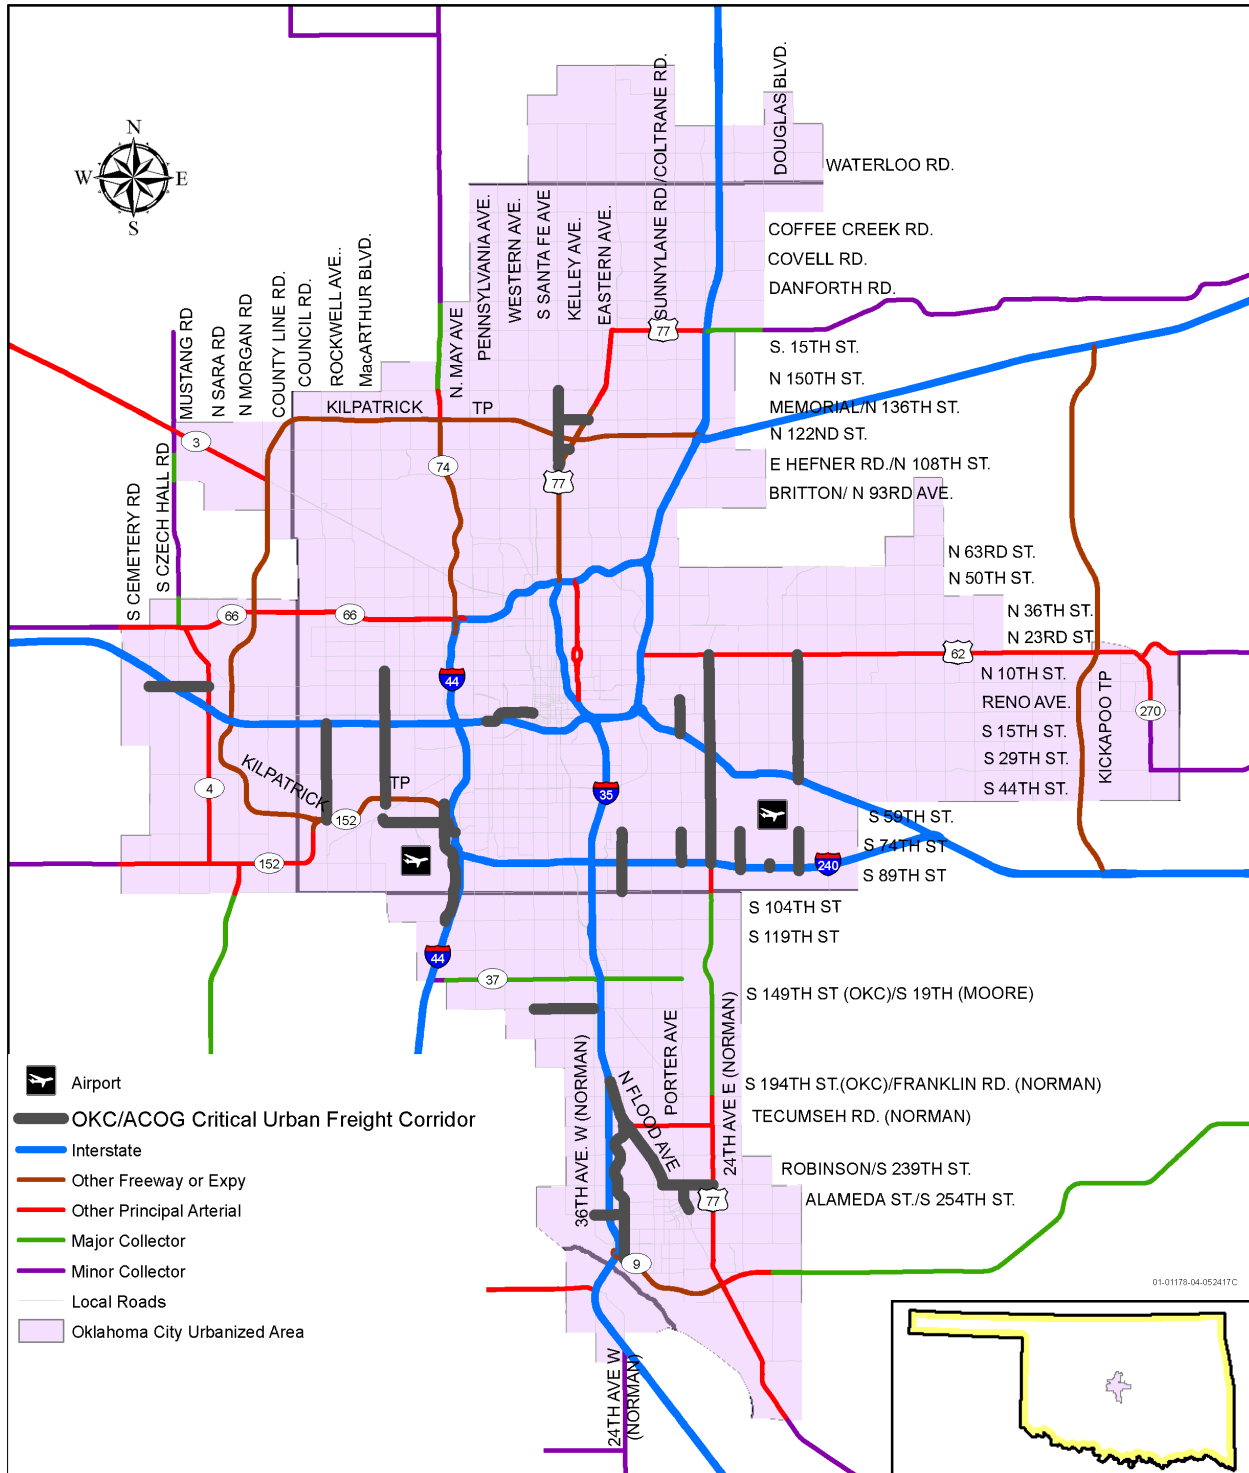 N
W
E
S
DOUGLAS BLVD.
SUNNYLANE RD./COLTRANE RD.
WATERLOO RD.
PENNSYLVANIA AVE.
WESTERN AVE.
S SANTA FE AVE
KELLEY AVE.
EASTERN AVE.
COFFEE CREEK RD.
COVELL RD.
DANFORTH RD.
MUSTANG RD
N SARA RD
N MORGAN RD
COUNTY LINE RD.
COUNCIL RD.
ROCKWELL AVE.
MacARTHUR BLVD.
N. MAY AVE
77
S. 15TH ST.
N 150TH ST.
KILPATRICK
TP
MEMORIAL/N 136TH ST.
N 122ND ST.
3
74
77
E HEFNER RD./N 108TH ST.
BRITTON/ N 93RD AVE.
S CEMETERY RD
S CZECH HALL RD
N 63RD ST.
N 50TH ST.
66
66
N 36TH ST.
N 23RD ST.
62
44
N 10TH ST.
RENO AVE.
KICKAPOO TP
270
S 15TH ST.
S 29TH ST.
KILPATRICK
TP
4
35
S 44TH ST.
152
S 59TH ST.
S 74TH ST
152
240
S 89TH ST
S 104TH ST
S 119TH ST
44
37
S 149TH ST (OKC)/S 19TH (MOORE)
36TH AVE. W (NORMAN)
N FLOOD AVE
PORTER AVE
24TH AVE E (NORMAN)
S 194TH ST.(OKC)/FRANKLIN RD. (NORMAN)
TECUMSEH RD. (NORMAN)
ROBINSON/S 239TH ST.
77
ALAMEDA ST./S 254TH ST.
9
24TH AVE W
(NORMAN)
Airport
OKC/ACOG Critical Urban Freight Corridor
Interstate
Other Freeway or Expy
Other Principal Arterial
Major Collector
Minor Collector
Local Roads
Oklahoma City Urbanized Area
01-01178-04-052417C